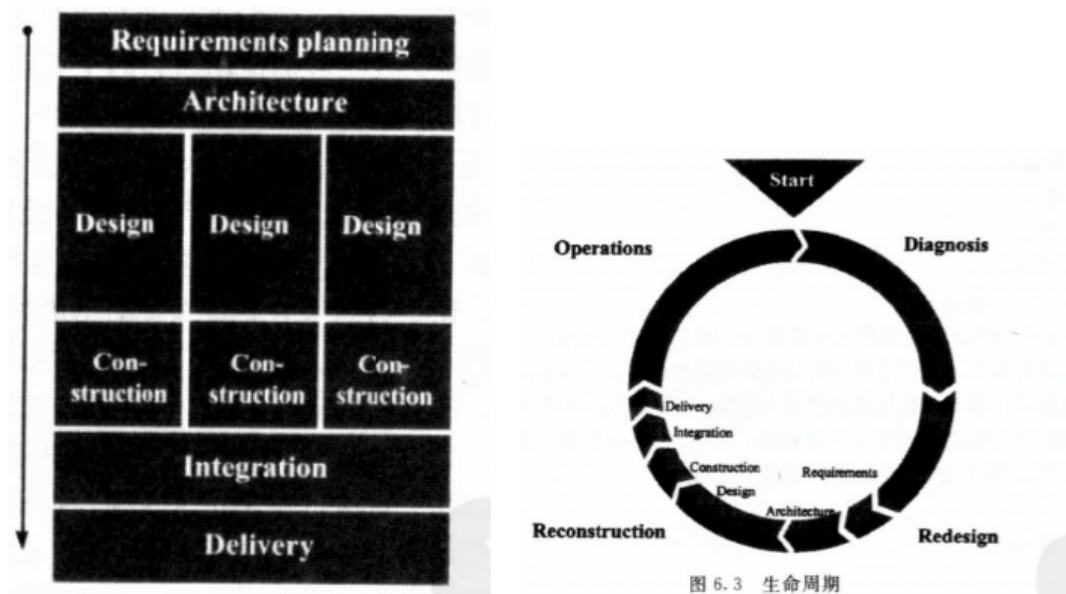 Requirements planning
Architecture
Design
Design
Design
Con-
struction
Con-
struction
Con-
struction
Integration
Delivery
Start
Operations
Diagnosis
Delivery
Integration
Construction
Requirements
Design
Architecture
Reconstruction
Redesign
图 6.3 生命周期